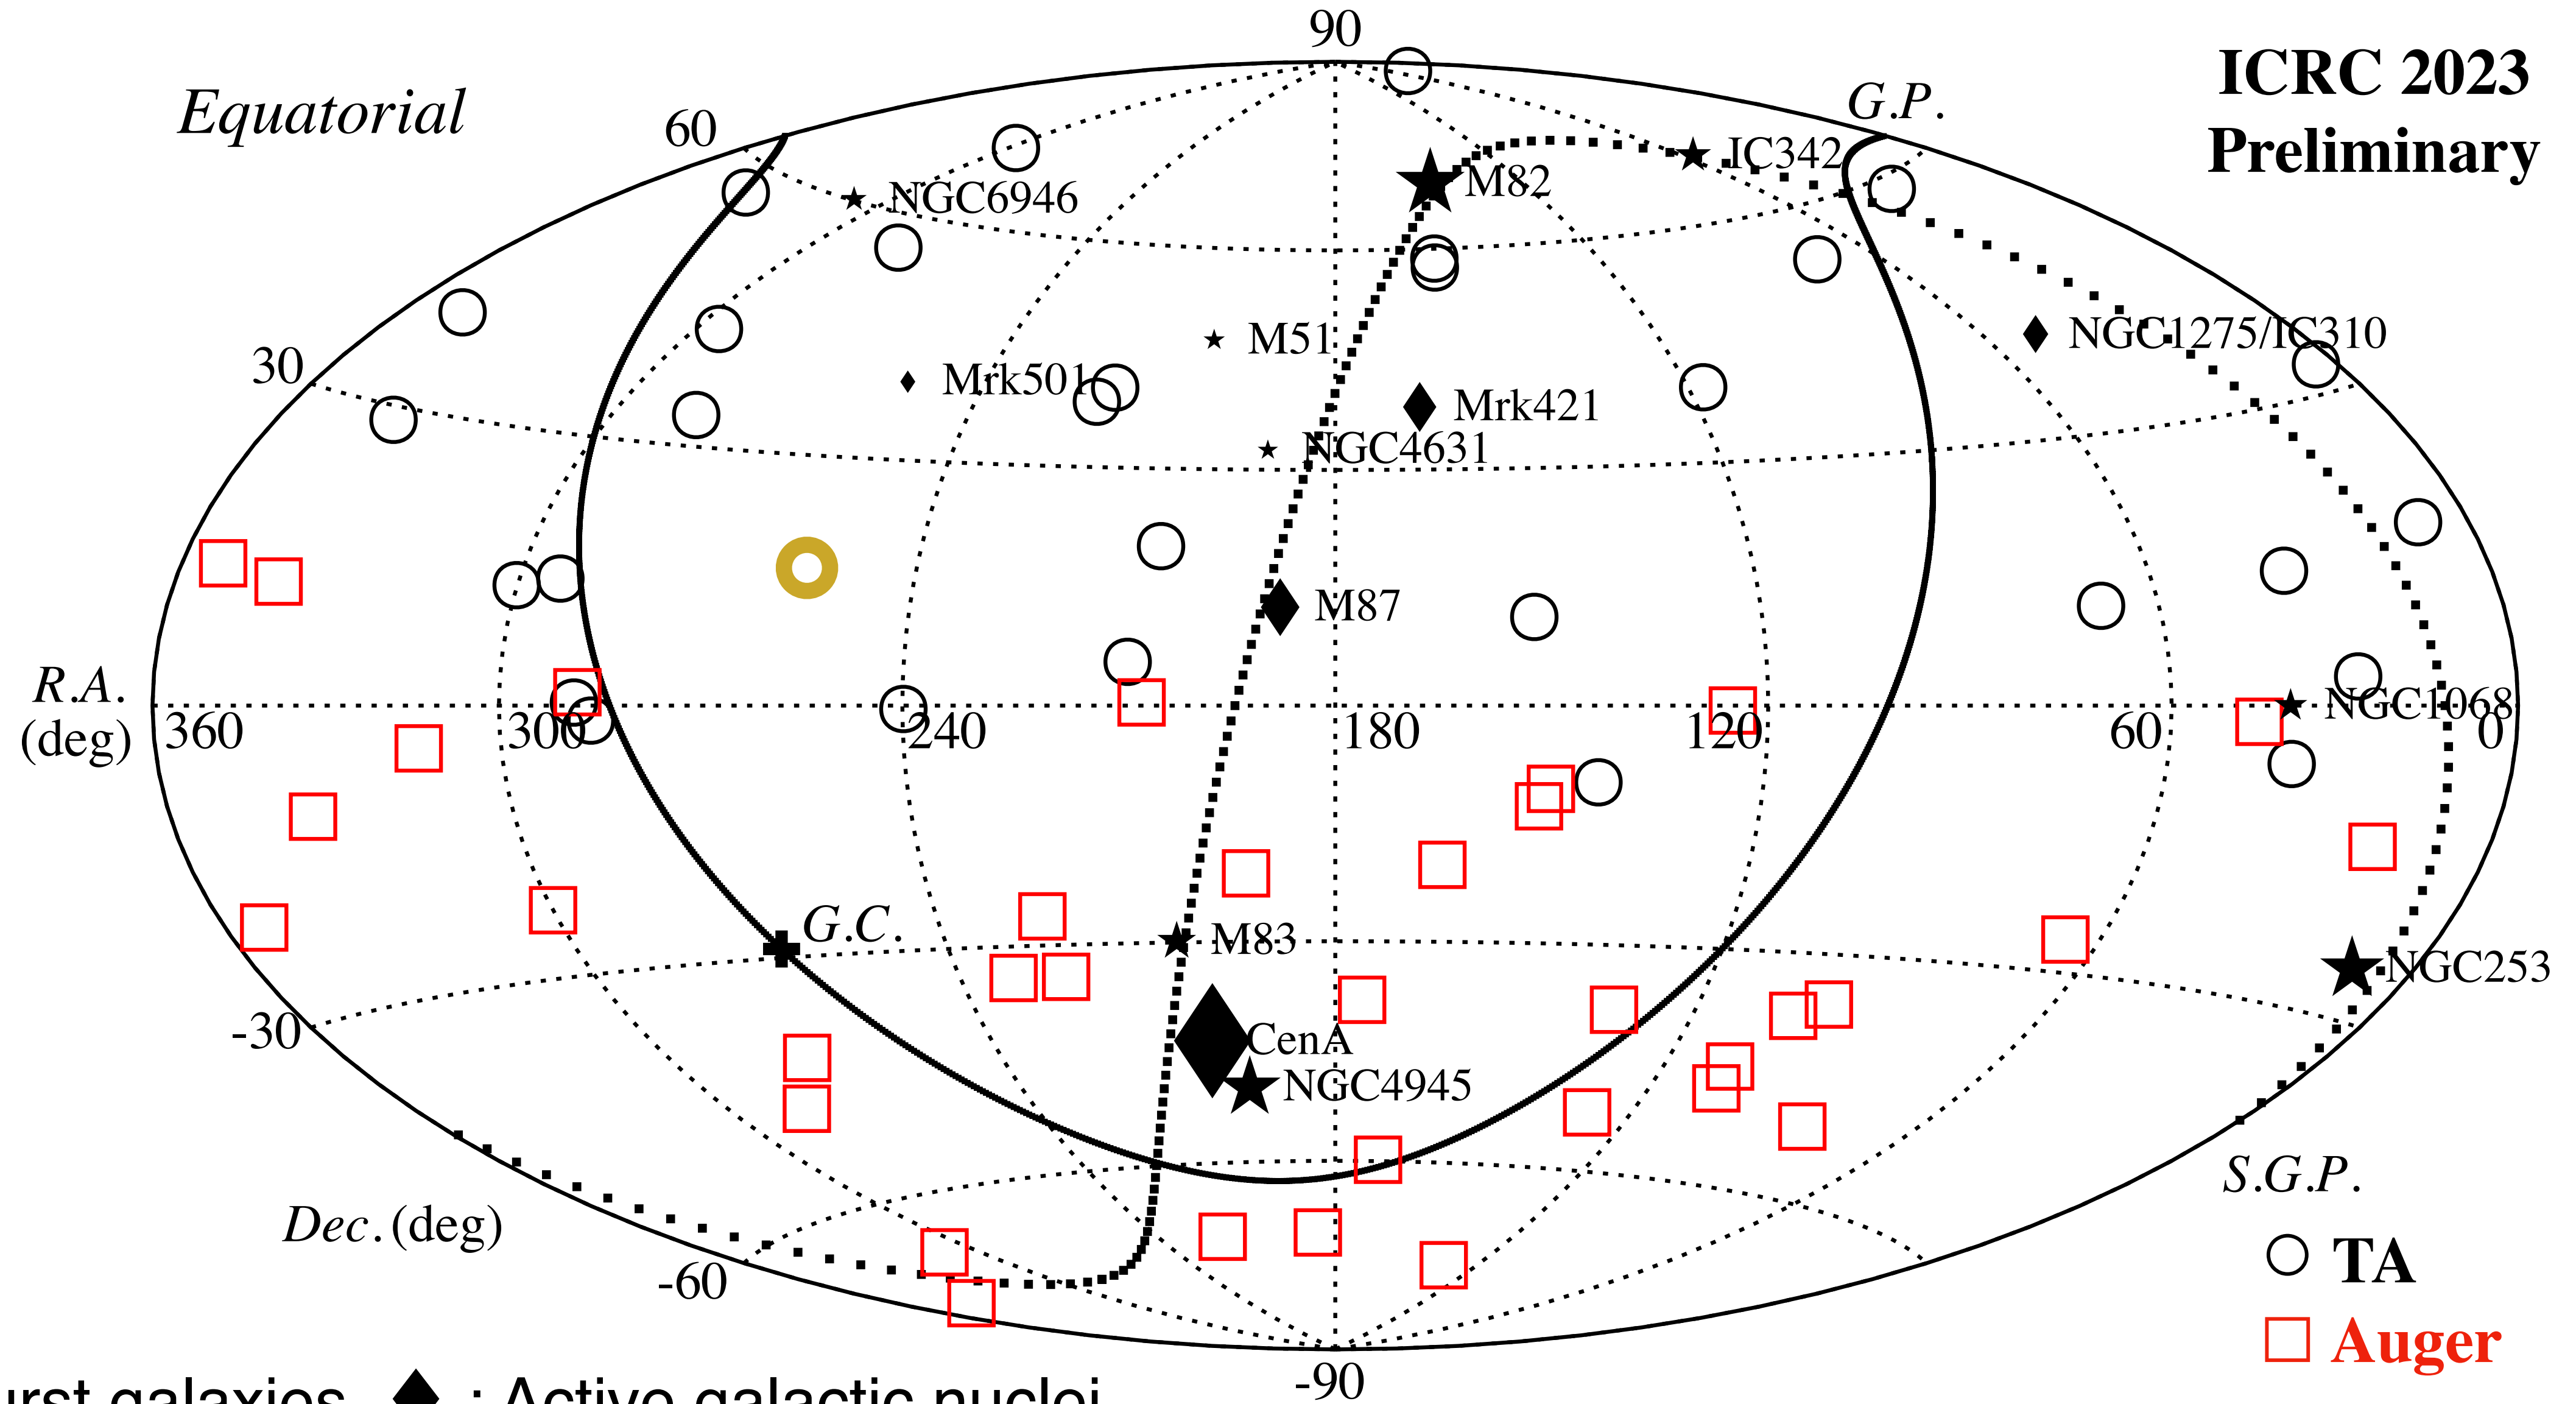 90
ICRC 2023
Preliminary
Equatorial
G.P.
60
IC342
M82
NGC6946
M51
NGC1275/IC310
30
Mrk501
Mrk421
NGC4631
M87
R.A.
(deg)
360
300
240
180
120
60
0
NGC1068
G.C.
M83
NGC253
-30
CenA
NGC4945
S.G.P.
Dec. (deg)
-60
TA
Auger
-90
urst galaxies : Active galactic nuclei